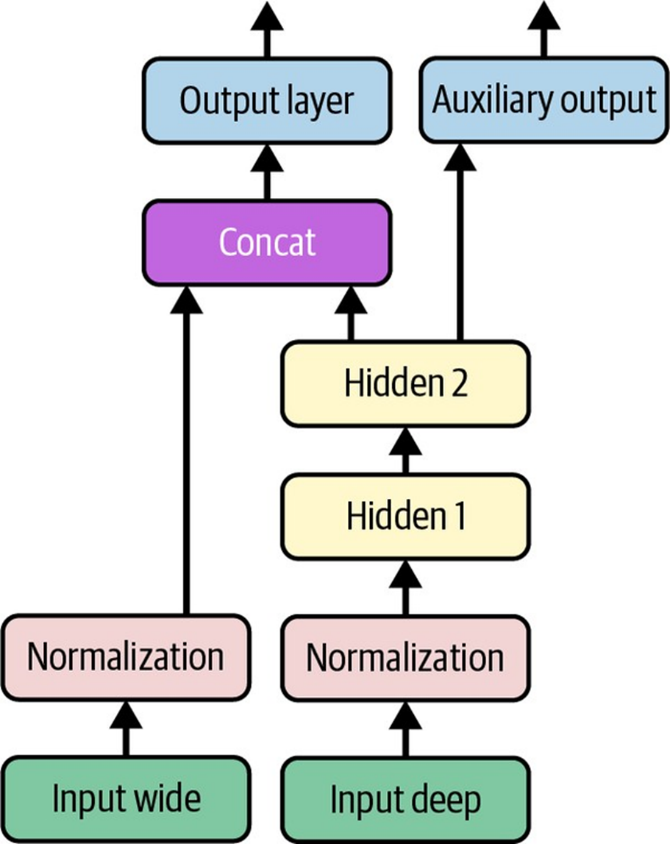 Output layer
Auxiliary output
Concat
Hidden 2
Hidden 1
Normalization
Normalization
Input wide
Input deep